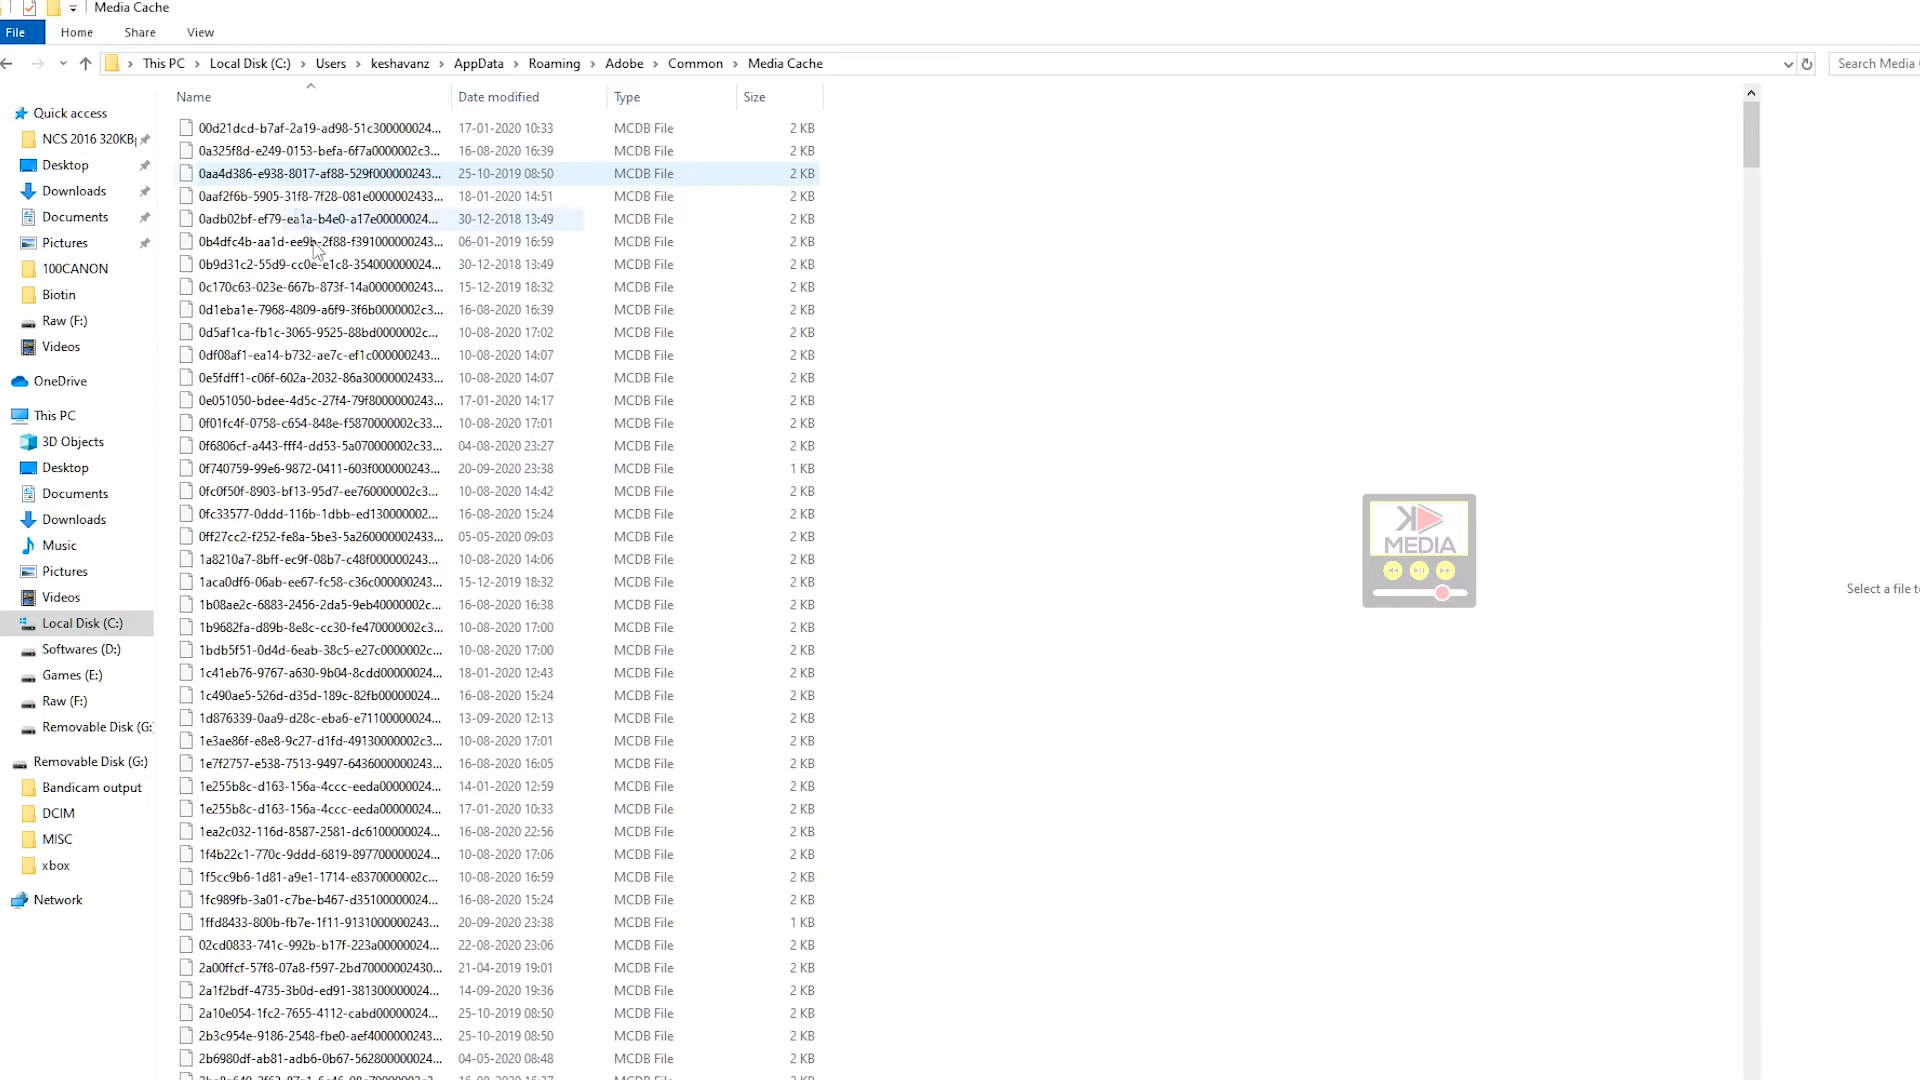 Media Cache
File Home Share View
This PC Local Disk (C:) Users keshavanz AppData Roaming Adobe Common Media Cache Search Media
Name Date modified Type Size
Quick access
NCS 2016 320KB
Desktop
Downloads
Documents
Pictures
100CANON
Biotin
Raw (F:)
Videos
OneDrive
This PC
3D Objects
Desktop
Documents
Downloads
Music
Pictures
Videos
Local Disk (C:)
Softwares (D:)
Games (E:)
Raw (F:)
Removable Disk (G:
Removable Disk (G:)
Bandicam output
DCIM
MISC
xbox
Network
00d21dcd-b7af-2a19-ad98-51c300000024... 17-01-2020 10:33 MCDB File 2 KB
0a325f8d-e249-0153-befa-6f7a0000002c3... 16-08-2020 16:39 MCDB File 2 KB
0aa4d386-e938-8017-af88-529f000000243... 25-10-2019 08:50 MCDB File 2 KB
0aaf2f6b-5905-31f8-7f28-081e0000002433... 18-01-2020 14:51 MCDB File 2 KB
0adb02bf-ef79-ea1a-b4e0-a17e00000024... 30-12-2018 13:49 MCDB File 2 KB
0b4dfc4b-aa1d-ee9b-2f88-f391000000243... 06-01-2019 16:59 MCDB File 2 KB
0b9d31c2-55d9-cc0e-e1c8-354000000024... 30-12-2018 13:49 MCDB File 2 KB
0c170c63-023e-667b-873f-14a0000000243... 15-12-2019 18:32 MCDB File 2 KB
0d1eba1e-7968-4809-a6f9-3f6b0000002c3... 16-08-2020 16:39 MCDB File 2 KB
0d5af1ca-fb1c-3065-9525-88bd0000002c... 10-08-2020 17:02 MCDB File 2 KB
0df08af1-ea14-b732-ae7c-ef1c000000243... 10-08-2020 14:07 MCDB File 2 KB
0e5fdff1-c06f-602a-2032-86a30000002433... 10-08-2020 14:07 MCDB File 2 KB
0e051050-bdee-4d5c-27f4-79f8000000243... 17-01-2020 14:17 MCDB File 2 KB
0f01fc4f-0758-c654-848e-f5870000002c33... 10-08-2020 17:01 MCDB File 2 KB
0f6806cf-a443-fff4-dd53-5a070000002c33... 04-08-2020 23:27 MCDB File 2 KB
0f740759-99e6-9872-0411-603f000000243... 20-09-2020 23:38 MCDB File 1 KB
0fc0f50f-8903-bf13-95d7-ee760000002c3... 10-08-2020 14:42 MCDB File 2 KB
0fc33577-0ddd-116b-1dbb-ed130000002... 16-08-2020 15:24 MCDB File 2 KB
0ff27cc2-f252-fe8a-5be3-5a260000002433... 05-05-2020 09:03 MCDB File 2 KB
1a8210a7-8bff-ec9f-08b7-c48f000000243... 10-08-2020 14:06 MCDB File 2 KB
1aca0df6-06ab-ee67-fc58-c36c000000243... 15-12-2019 18:32 MCDB File 2 KB
1b08ae2c-6883-2456-2da5-9eb40000002c... 16-08-2020 16:38 MCDB File 2 KB
1b9682fa-d89b-8e8c-cc30-fe470000002c3... 10-08-2020 17:00 MCDB File 2 KB
1bdb5f51-0d4d-6eab-38c5-e27c0000002c... 10-08-2020 17:00 MCDB File 2 KB
1c41eb76-9767-a630-9b04-8cdd00000024... 18-01-2020 12:43 MCDB File 2 KB
1c490ae5-526d-d35d-189c-82fb00000024... 16-08-2020 15:24 MCDB File 2 KB
1d876339-0aa9-d28c-eba6-e71100000024... 13-09-2020 12:13 MCDB File 2 KB
1e3ae86f-e8e8-9c27-d1fd-49130000002c3... 10-08-2020 17:01 MCDB File 2 KB
1e7f2757-e538-7513-9497-6436000000243... 16-08-2020 16:05 MCDB File 2 KB
1e255b8c-d163-156a-4ccc-eeda00000024... 14-01-2020 12:59 MCDB File 2 KB
1e255b8c-d163-156a-4ccc-eeda00000024... 17-01-2020 10:33 MCDB File 2 KB
1ea2c032-116d-8587-2581-dc6100000024... 16-08-2020 22:56 MCDB File 2 KB
1f4b22c1-770c-9ddd-6819-897700000024... 10-08-2020 17:06 MCDB File 2 KB
1f5cc9b6-1d81-a9e1-1714-e8370000002c... 10-08-2020 16:59 MCDB File 2 KB
1fc989fb-3a01-c7be-b467-d35100000024... 16-08-2020 15:24 MCDB File 2 KB
1ffd8433-800b-fb7e-1f11-9131000000243... 20-09-2020 23:38 MCDB File 1 KB
02cd0833-741c-992b-b17f-223a00000024... 22-08-2020 23:06 MCDB File 2 KB
2a00ffcf-57f8-07a8-f597-2bd70000002430... 21-04-2019 19:01 MCDB File 2 KB
2a1f2bdf-4735-3b0d-ed91-381300000024... 14-09-2020 19:36 MCDB File 2 KB
2a10e054-1fc2-7655-4112-cabd00000024... 25-10-2019 08:50 MCDB File 2 KB
2b3c954e-9186-2548-fbe0-aef4000000243... 25-10-2019 08:50 MCDB File 2 KB
2b6980df-ab81-adb6-0b67-562800000024... 04-05-2020 08:48 MCDB File 2 KB
K MEDIA
Select a file t